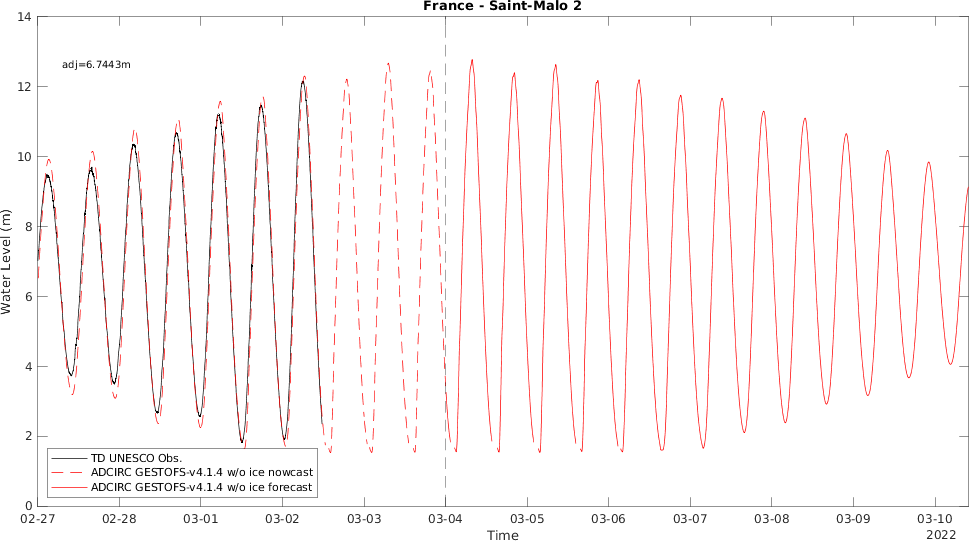 France - Saint-Malo 2
adj=6.7443m
14
12
10
8
6
4
2
0
Water Level (m)
TD UNESCO Obs.
ADCIRC GESTOFS-v4.1.4 w/o ice nowcast
ADCIRC GESTOFS-v4.1.4 w/o ice forecast
02-27 02-28 03-01 03-02 03-03 03-04 03-05 03-06 03-07 03-08 03-09 03-10
Time
2022